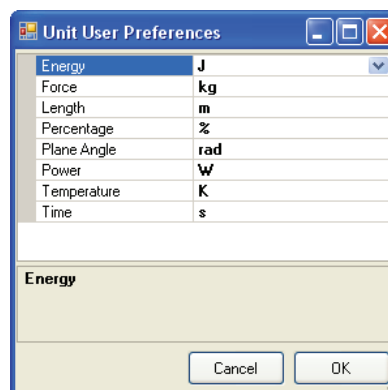 Unit User Preferences
Energy J
Force kg
Length m
Percentage %
Plane Angle rad
Power W
Temperature K
Time s
Energy
Cancel OK